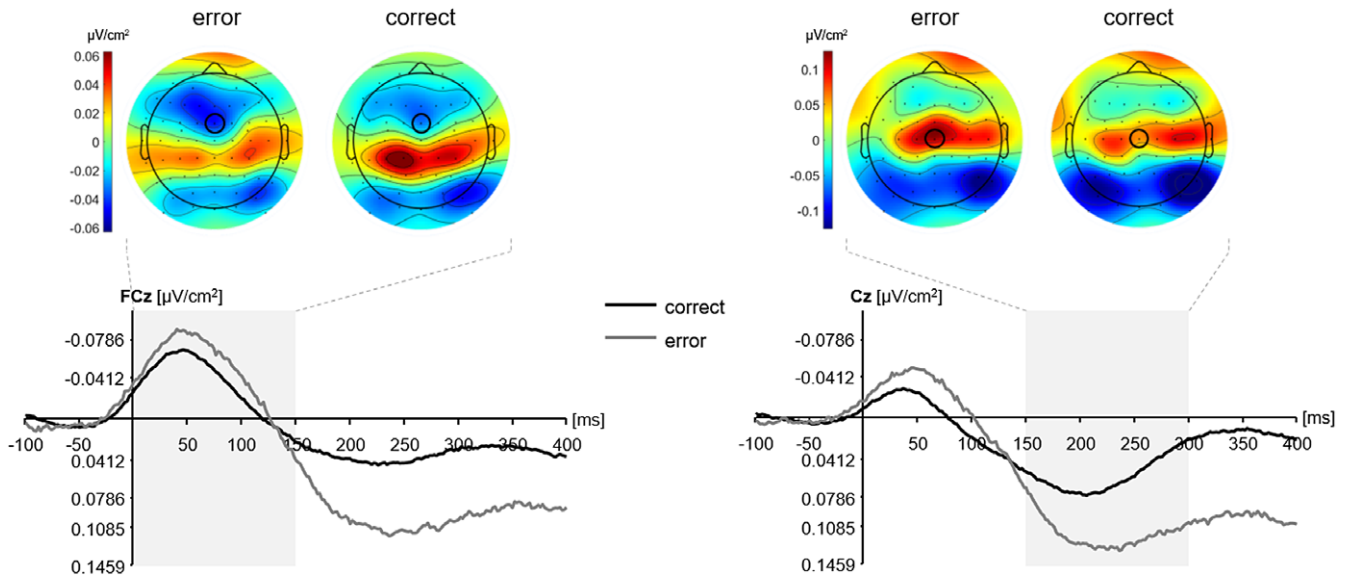 error correct
µV/cm²
0.06
0.04
0.02
0
-0.02
-0.04
-0.06
error correct
µV/cm²
0.1
0.05
0
-0.05
-0.1
FCz [µV/cm²]
-0.0786
-0.0412
[ms]
-100 -50 50 100 150 200 250 300 350 400
0.0412
0.0786
0.1085
0.1459
correct
error
Cz [µV/cm²]
-0.0786
-0.0412
[ms]
-100 -50 50 100 150 200 250 300 350 400
0.0412
0.0786
0.1085
0.1459